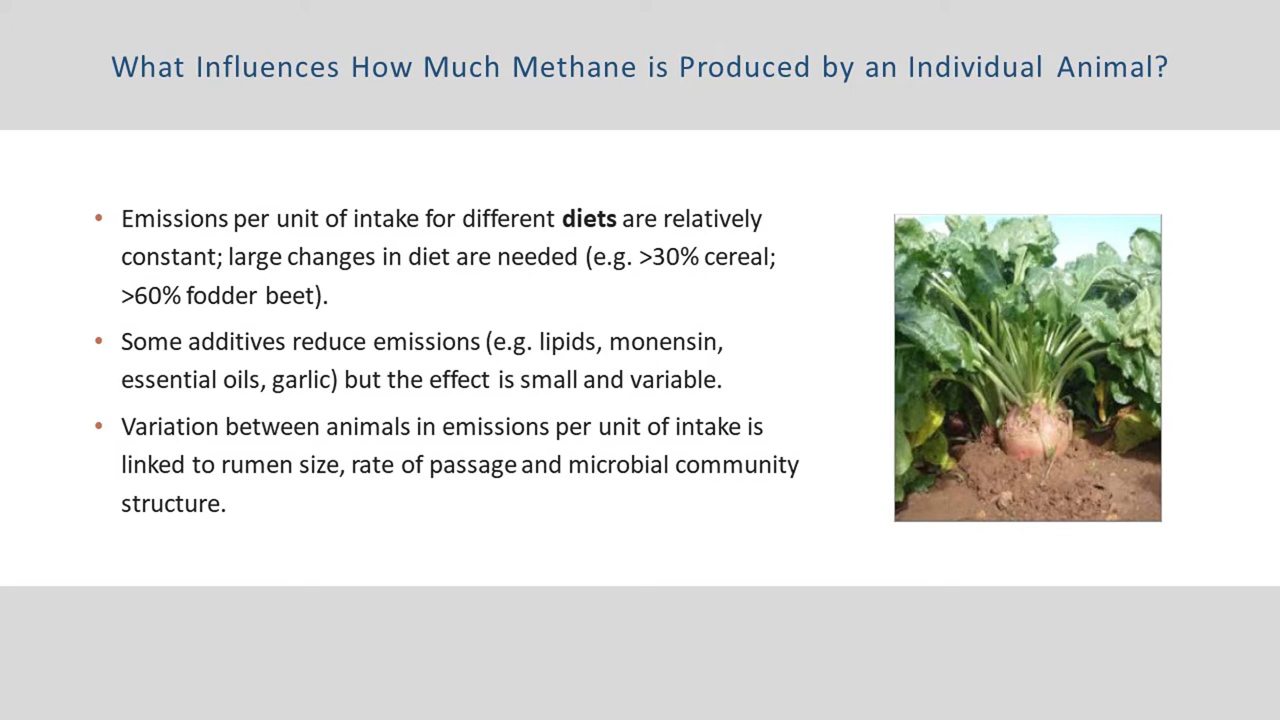 What Influences How Much Methane is Produced by an Individual Animal?
• Emissions per unit of intake for different diets are relatively
constant; large changes in diet are needed (e.g. >30% cereal;
>60% fodder beet).
• Some additives reduce emissions (e.g. lipids, monensin,
essential oils, garlic) but the effect is small and variable.
• Variation between animals in emissions per unit of intake is
linked to rumen size, rate of passage and microbial community
structure.